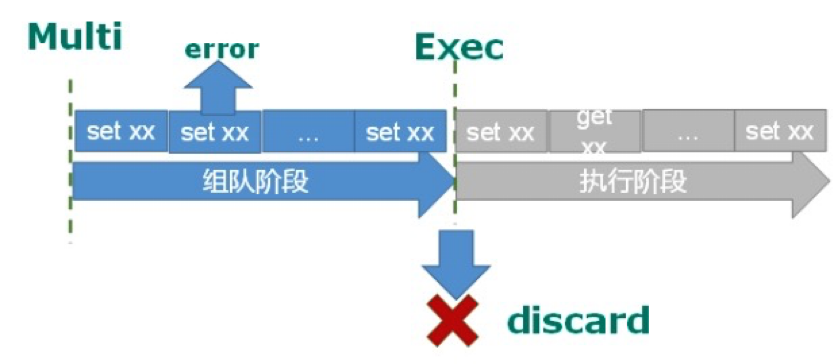 Multi
error
Exec
set xx
set xx
...
set xx
set xx
get
xx
...
set xx
组队阶段
执行阶段
discard